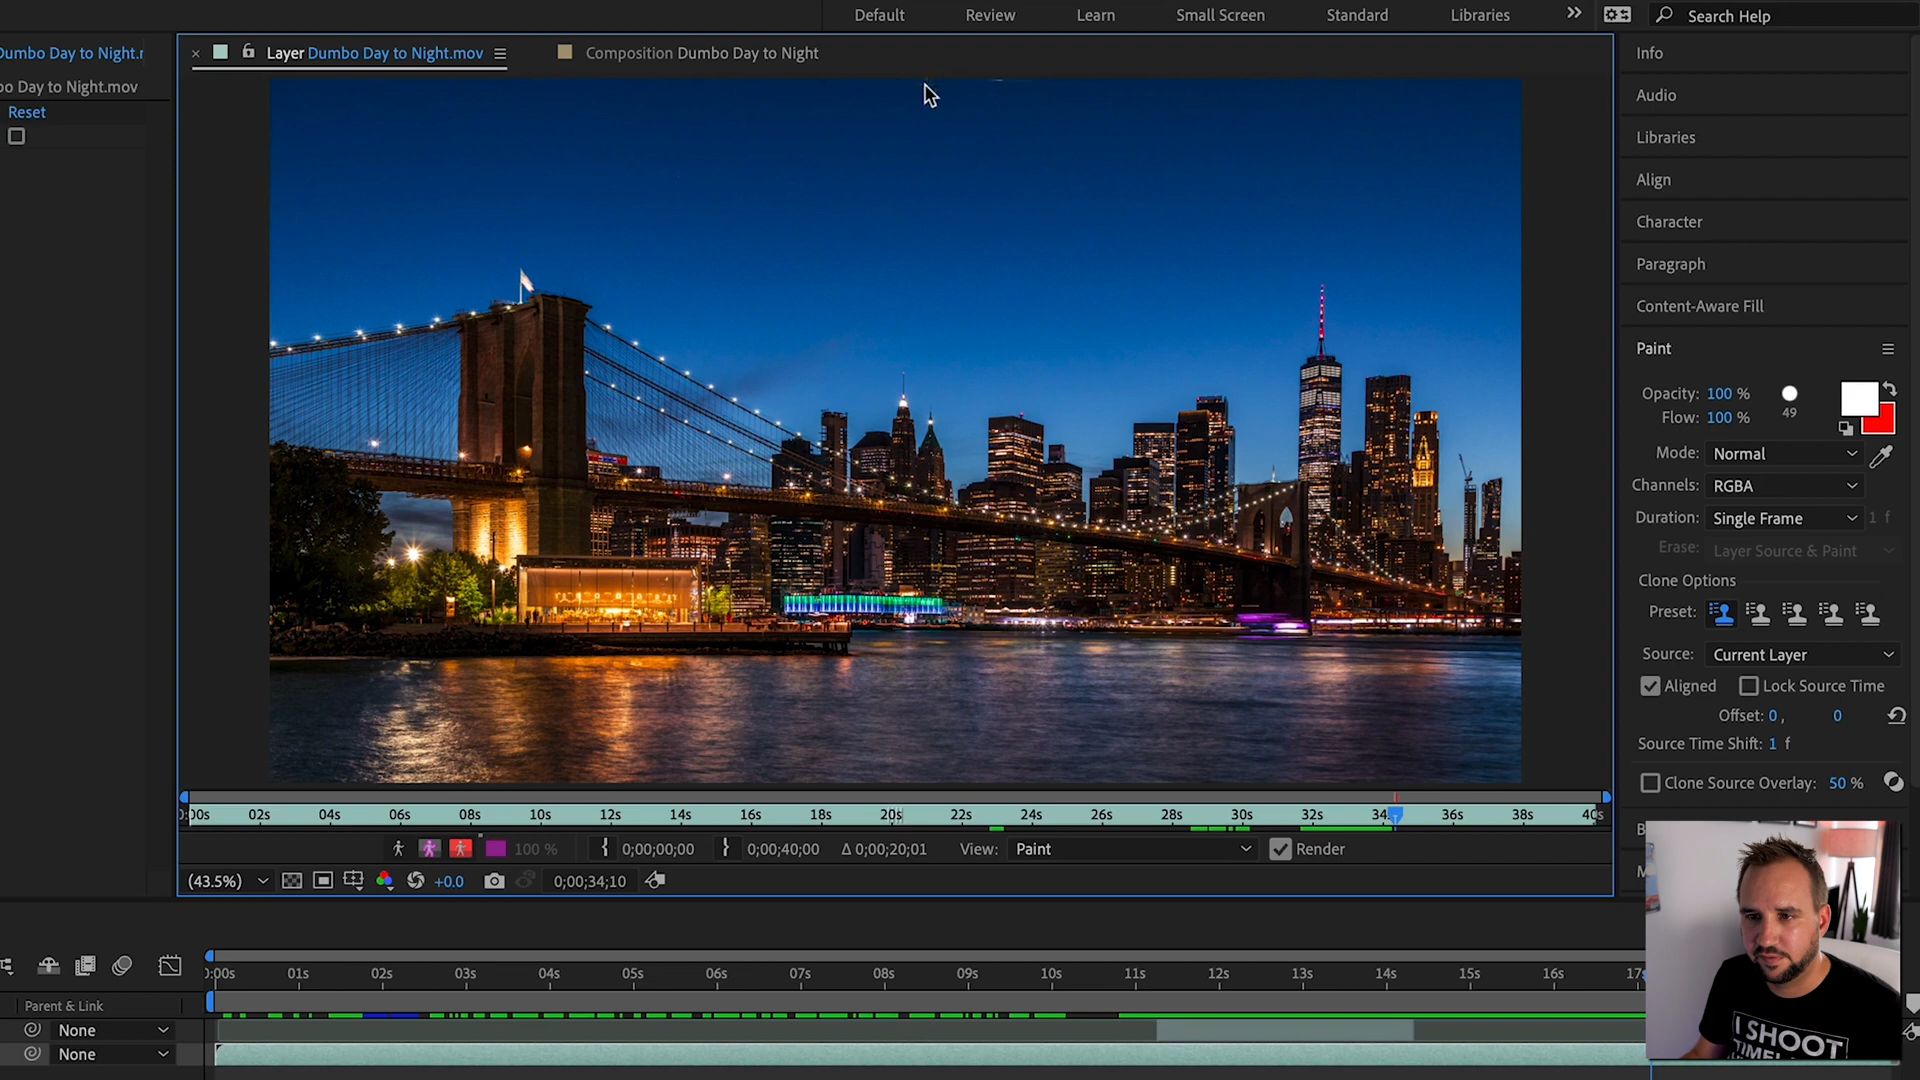 Default Review Learn Small Screen Standard Libraries Search Help
Dumbo Day to Night.r
Layer Dumbo Day to Night.mov
Composition Dumbo Day to Night
bo Day to Night.mov
Reset
Info
Audio
Libraries
Align
Character
Paragraph
Content-Aware Fill
Paint
Opacity: 100 %
Flow: 100 %
49
Mode: Normal
Channels: RGBA
Duration: Single Frame 1 f
Erase: Layer Source & Paint
Clone Options
Preset:
Source: Current Layer
Aligned Lock Source Time
Offset: 0 , 0
Source Time Shift: 1 f
Clone Source Overlay: 50 %
):00s 02s 04s 06s 08s 10s 12s 14s 16s 18s 20s 22s 24s 26s 28s 30s 32s 34s 36s 38s 40s
100 % 0;00;00;00 0;00;40;00 Δ 0;00;20;01 View: Paint Render
(43.5%) +0.0 0;00;34;10
):00s 01s 02s 03s 04s 05s 06s 07s 08s 09s 10s 11s 12s 13s 14s 15s 16s 17s
Parent & Link
None
None
I SHOOT